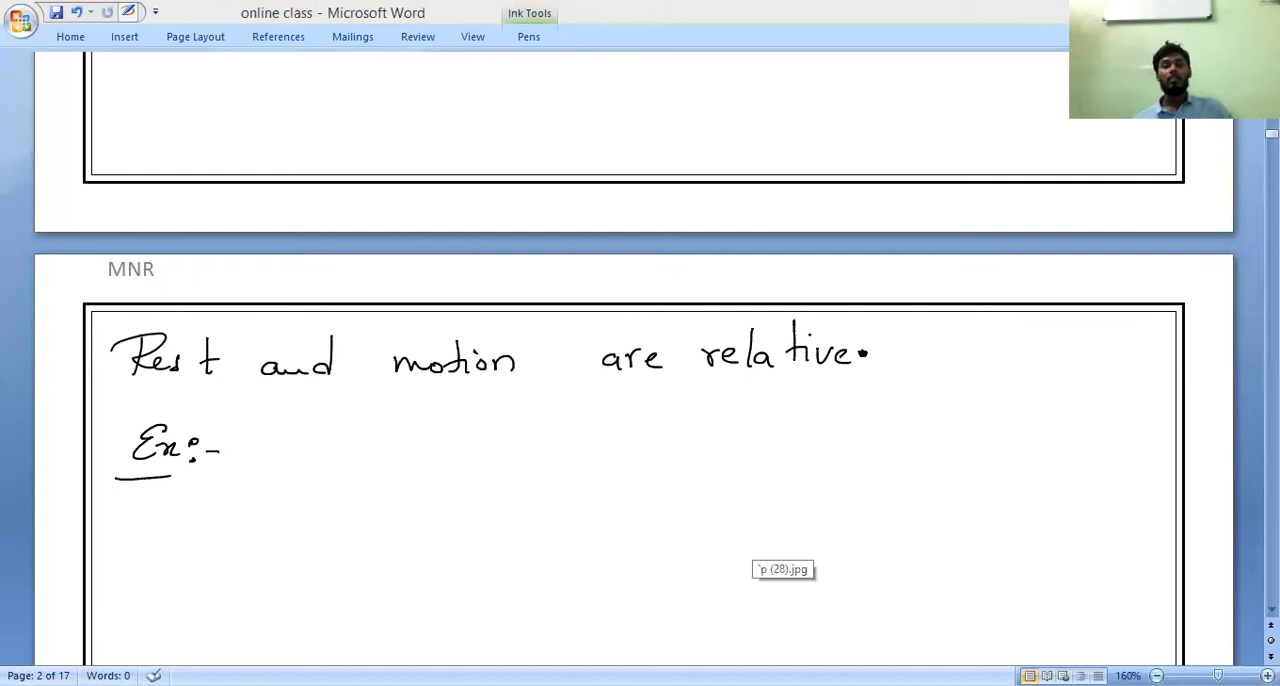 online class - Microsoft Word
Ink Tools
Home Insert Page Layout References Mailings Review View Pens
MNR
Rest and motion are relative.
Ex:-
`p (28).jpg
Page: 2 of 17 Words: 0 160%